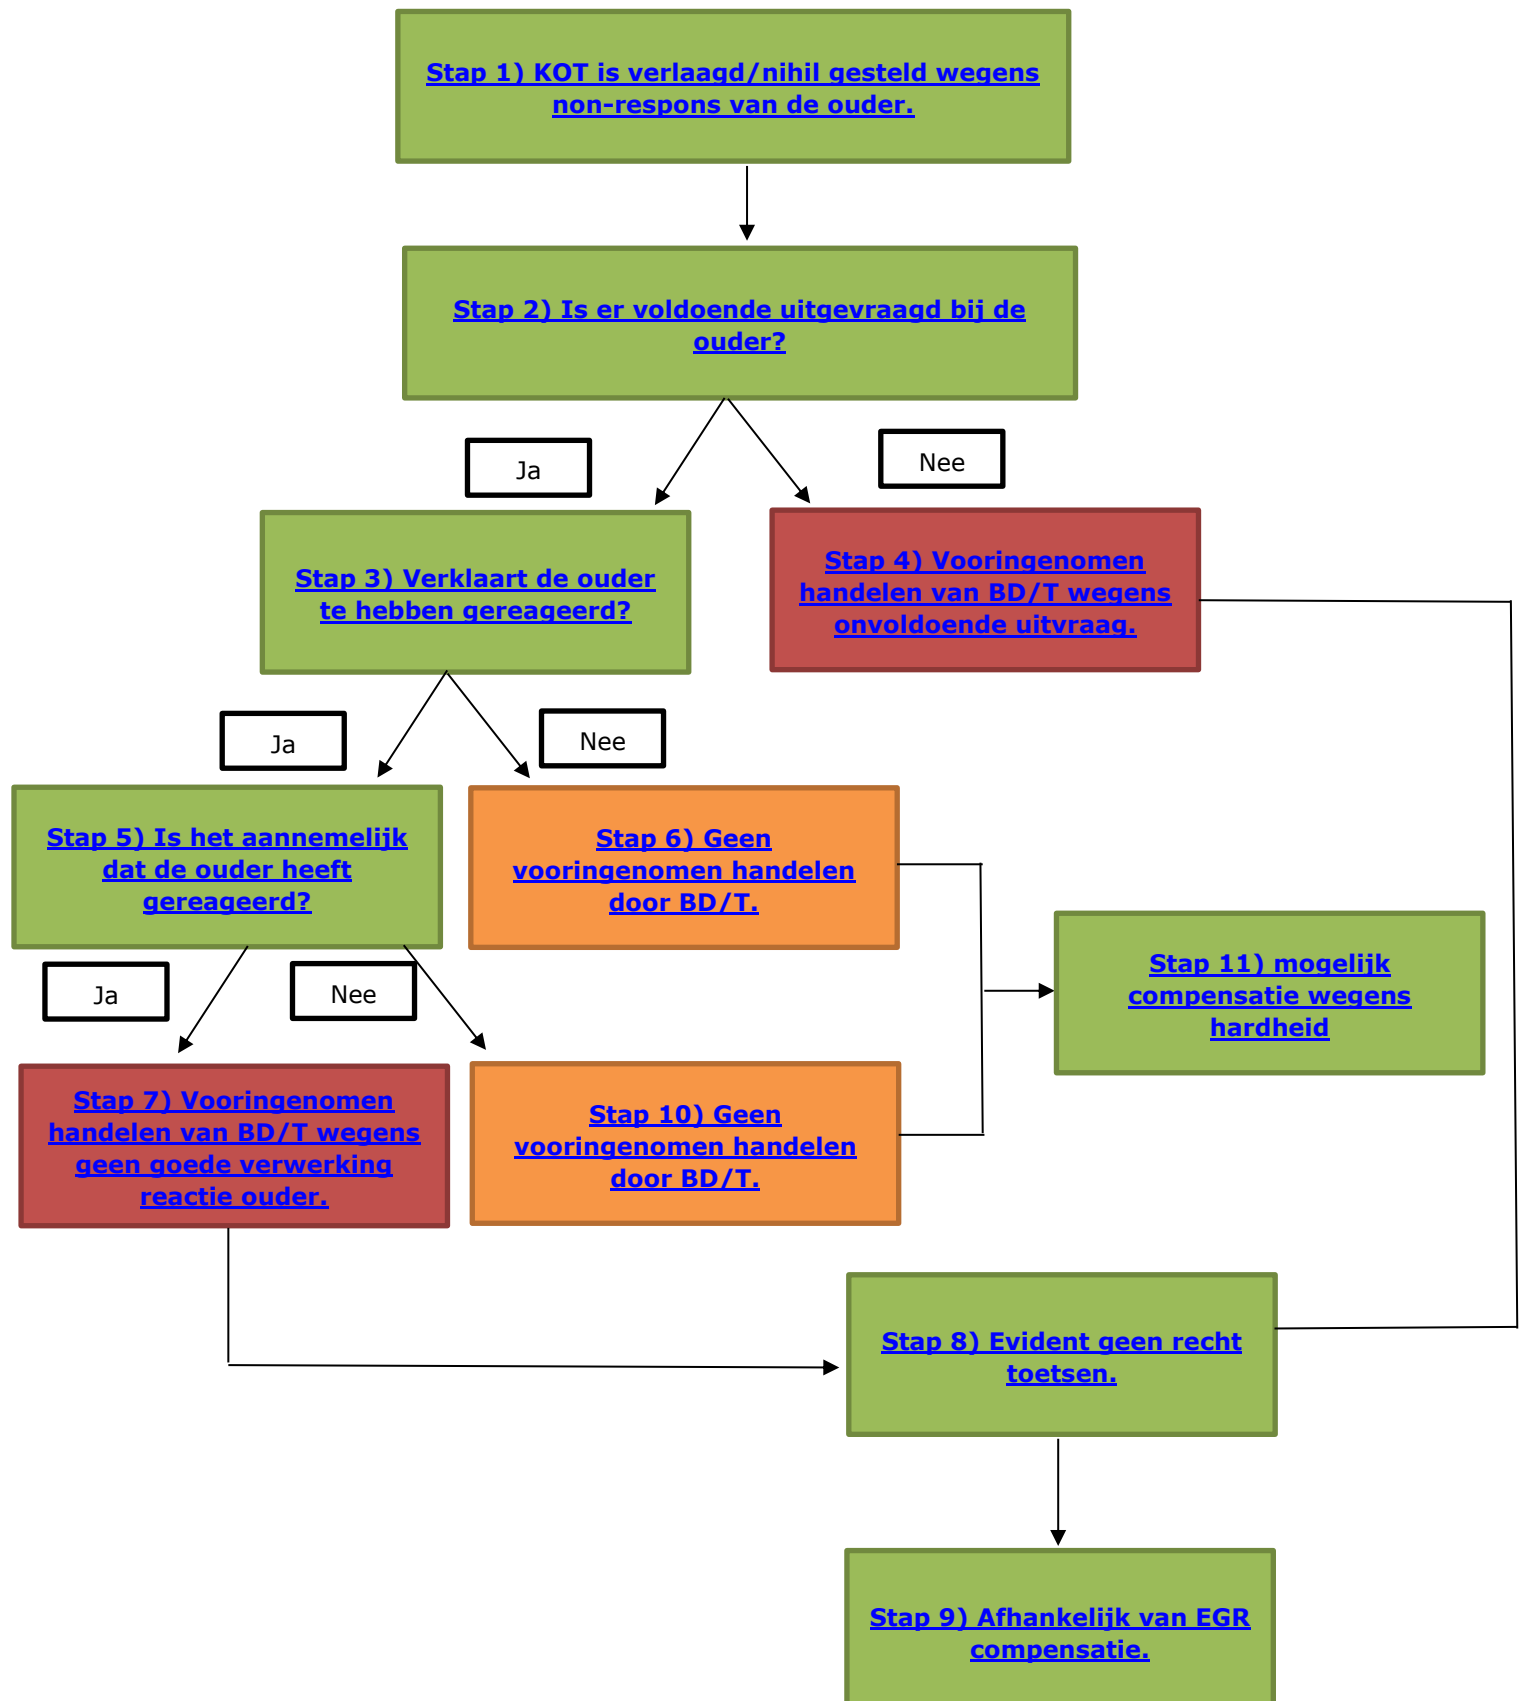 Stap 1) KOT is verlaagd/nihil gesteld wegens
non-respons van de ouder.
Stap 2) Is er voldoende uitgevraagd bij de
ouder?
Ja
Nee
Stap 3) Verklaart de ouder
te hebben gereageerd?
Stap 4) Vooringenomen
handelen van BD/T wegens
onvoldoende uitvraag.
Ja
Nee
Stap 5) Is het aannemelijk
dat de ouder heeft
gereageerd?
Stap 6) Geen
vooringenomen handelen
door BD/T.
Ja
Nee
Stap 11) mogelijk
compensatie wegens
hardheid
Stap 7) Vooringenomen
handelen van BD/T wegens
geen goede verwerking
reactie ouder.
Stap 10) Geen
vooringenomen handelen
door BD/T.
Stap 8) Evident geen recht
toetsen.
Stap 9) Afhankelijk van EGR
compensatie.